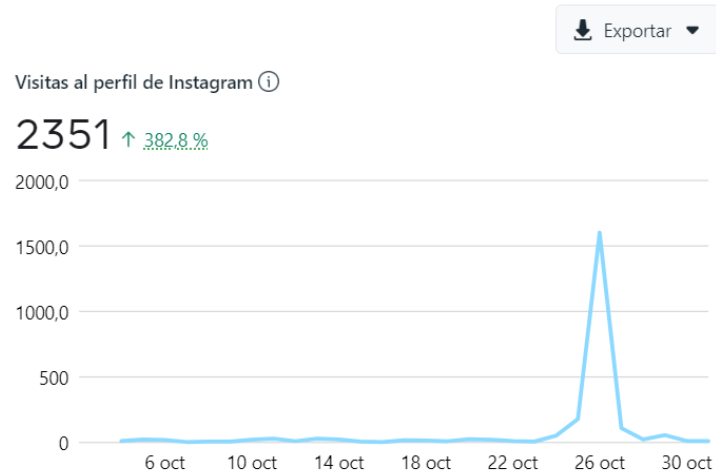 Exportar
Visitas al perfil de Instagram
2351 ↑ 382,8 %
2000,0
1500,0
1000,0
500
0
6 oct 10 oct 14 oct 18 oct 22 oct 26 oct 30 oct